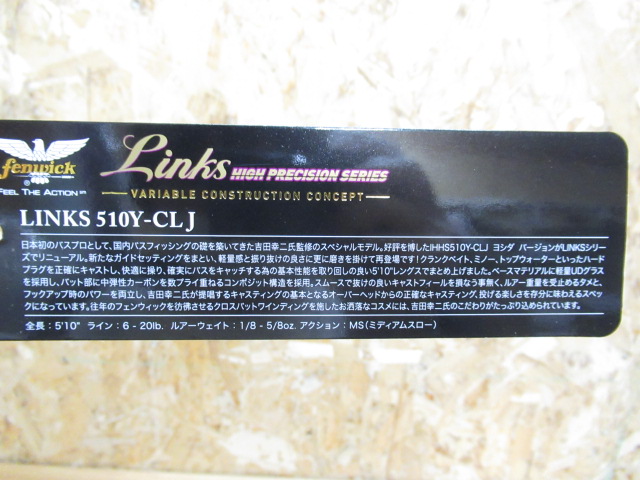 fenwick
®
FEEL THE ACTION
Links HIGH PRECISION SERIES
VARIABLE CONSTRUCTION CONCEPT
LINKS 510Y-CL J
日本初のバスプロとして、国内バスフィッシングの礎を築いてきた吉田幸二氏監修のスペシャルモデル。好評を博したIHHS510Y-CLJ ヨシダ バージョンがLINKSシリー
ズでリニューアル。新たなガイドセッティングをまとい、軽量感と振り抜けの良さに更に磨きを掛けて再登場です！クランクベイト、ミノー、トップウォーターといったハード
プラグを正確にキャストし、快適に操り、確実にバスをキャッチする為の基本性能を取り回しの良い5'10"レングスでまとめ上げました。ベースマテリアルに軽量UDグラス
を採用し、バット部に中弾性カーボンを数プライ重ねるコンポジット構造を採用。スムースで抜けの良いキャストフィールを損なう事無く、ルアー重量を受け止めるタメと、
フックアップ時のパワーを両立し、吉田幸二氏が提唱するキャスティングの基本となるオーバーヘッドからの正確なキャスティング、投げる楽しさを存分に味わえるスペッ
クになっています。往年のフェンウィックを彷彿させるクロスバットワインディングを施したお洒落なコスメには、吉田幸二氏のこだわりがたっぷり込められています。
全長：5'10" ライン：6 - 20lb. ルアーウェイト：1/8 - 5/8oz. アクション：MS（ミディアムスロー）